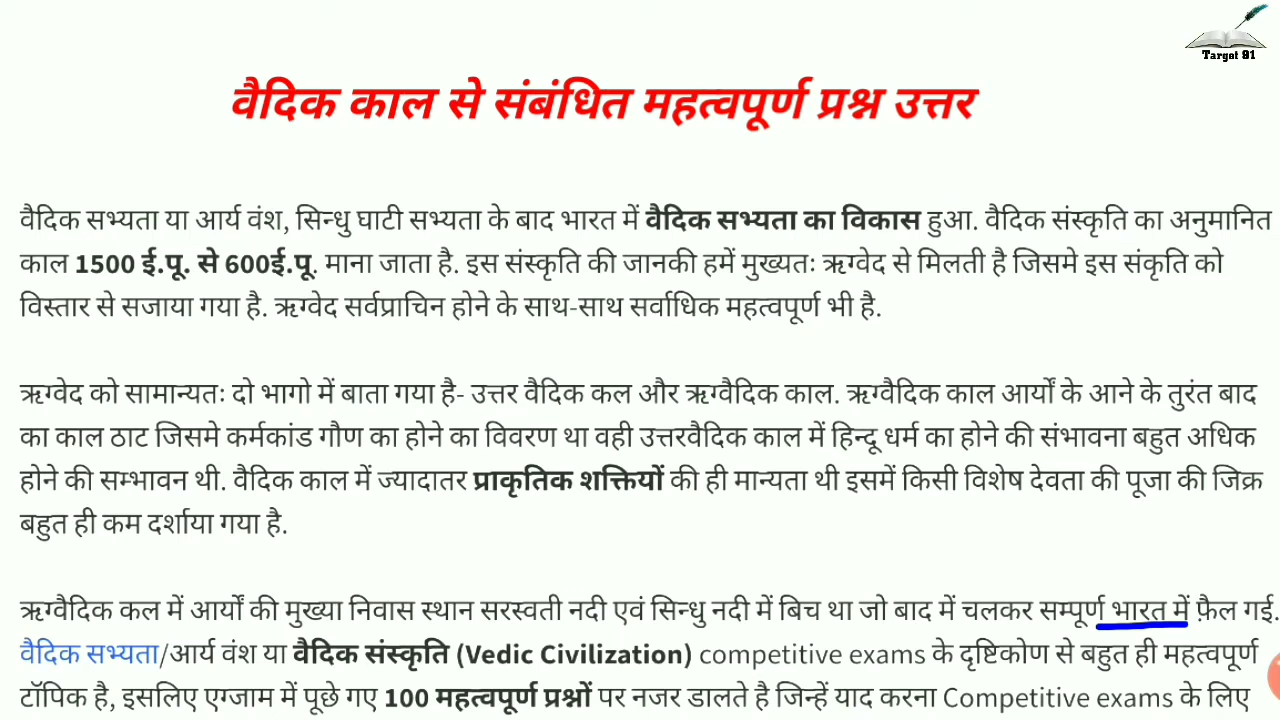 Target 91
वैदिक काल से संबंधित महत्वपूर्ण प्रश्न उत्तर
वैदिक सभ्यता या आर्य वंश, सिन्धु घाटी सभ्यता के बाद भारत में वैदिक सभ्यता का विकास हुआ. वैदिक संस्कृति का अनुमानित
काल 1500 ई.पू. से 600ई.पू. माना जाता है. इस संस्कृति की जानकी हमें मुख्यतः ऋग्वेद से मिलती है जिसमे इस संकृति को
विस्तार से सजाया गया है. ऋग्वेद सर्वप्राचिन होने के साथ-साथ सर्वाधिक महत्वपूर्ण भी है.
ऋग्वेद को सामान्यतः दो भागो में बाता गया है- उत्तर वैदिक कल और ऋग्वैदिक काल. ऋग्वैदिक काल आर्यों के आने के तुरंत बाद
का काल ठाट जिसमे कर्मकांड गौण का होने का विवरण था वही उत्तरवैदिक काल में हिन्दू धर्म का होने की संभावना बहुत अधिक
होने की सम्भावन थी. वैदिक काल में ज्यादातर प्राकृतिक शक्तियों की ही मान्यता थी इसमें किसी विशेष देवता की पूजा की जिक्र
बहुत ही कम दर्शाया गया है.
ऋग्वैदिक कल में आर्यों की मुख्या निवास स्थान सरस्वती नदी एवं सिन्धु नदी में बिच था जो बाद में चलकर सम्पूर्ण भारत में फ़ैल गई.
वैदिक सभ्यता/आर्य वंश या वैदिक संस्कृति (Vedic Civilization) competitive exams के दृष्टिकोण से बहुत ही महत्वपूर्ण
टॉपिक है, इसलिए एग्जाम में पूछे गए 100 महत्वपूर्ण प्रश्नों पर नजर डालते है जिन्हें याद करना Competitive exams के लिए